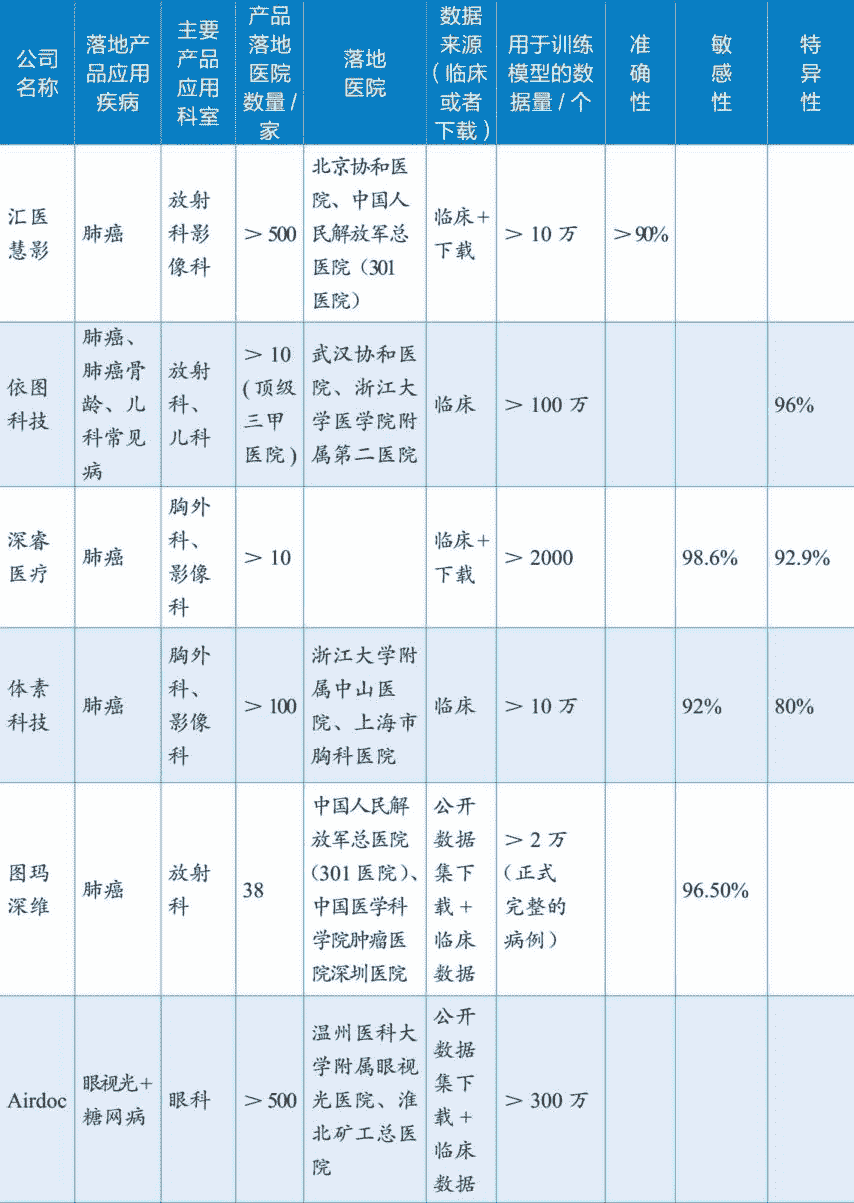 公司
名称
落地产
品应用
疾病
主要
产品
应用
科室
产品
落地
医院
数量 /
家
落地
医院
数据
来源
（临床
或者
下载）
用于训练
模型的数
据量 / 个
准
确
性
敏
感
性
特
异
性
汇医
慧影
肺癌
放射
科影
像科
＞500
北京协和医
院、中国人
民解放军总
医院（301
医院）
临床+
下载
＞10 万
＞90%
依图
科技
肺癌、
肺癌骨
龄、儿
科常见
病
放射
科、
儿科
＞10
(顶级
三甲
医院)
武汉协和医
院、浙江大
学医学院附
属第二医院
临床
＞100 万
96%
深睿
医疗
肺癌
胸外
科、
影像
科
＞10
临床+
下载
＞2000
98.6%
92.9%
体素
科技
肺癌
胸外
科、
影像
科
＞100
浙江大学附
属中山医
院、上海市
胸科医院
临床
＞10 万
92%
80%
图玛
深维
肺癌
放射
科
38
中国人民解
放军总医院
（301 医院）、
中国医学科
学院肿瘤医
院深圳医院
公开
数据
集下
载+
临床
数据
＞2 万
（正式
完整的
病例）
96.50%
Airdoc
眼视光+
糖网病
眼科
＞500
温州医科大
学附属眼视
光医院、淮
北矿工总医
院
公开
数据
集下
载+
临床
数据
＞300 万